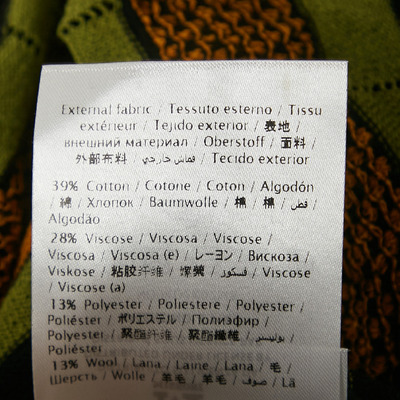 External fabric / Tessuto esterno / Tissu
extérieur / Tejido exterior / 表地 /
внешний материал / Oberstoff / 面料 /
外部布料 / قماش خارجي / Tecido exterior
39% Cotton / Cotone / Coton / Algodón
/ 綿 / Хлопок / Baumwolle / 棉 / 棉 / قطن /
Algodão
28% Viscose / Viscosa / Viscose /
Viscosa / Viscosa (e) / レーヨン / Вискоза /
Viskose / 粘胶纤维 / فسكوز / Viscose
/ Viscose (a)
13% Polyester / Poliestere / Polyester /
Poliéster / ポリエステル / Полиэфир /
Polyester / 聚酯纤维 / 聚酯纖維 / بوليستر /
Poliéster
13% Wool / Lana / Laine / Lana / 毛 /
Шерсть / Wolle / 羊毛 / 羊毛 / صوف / Lã